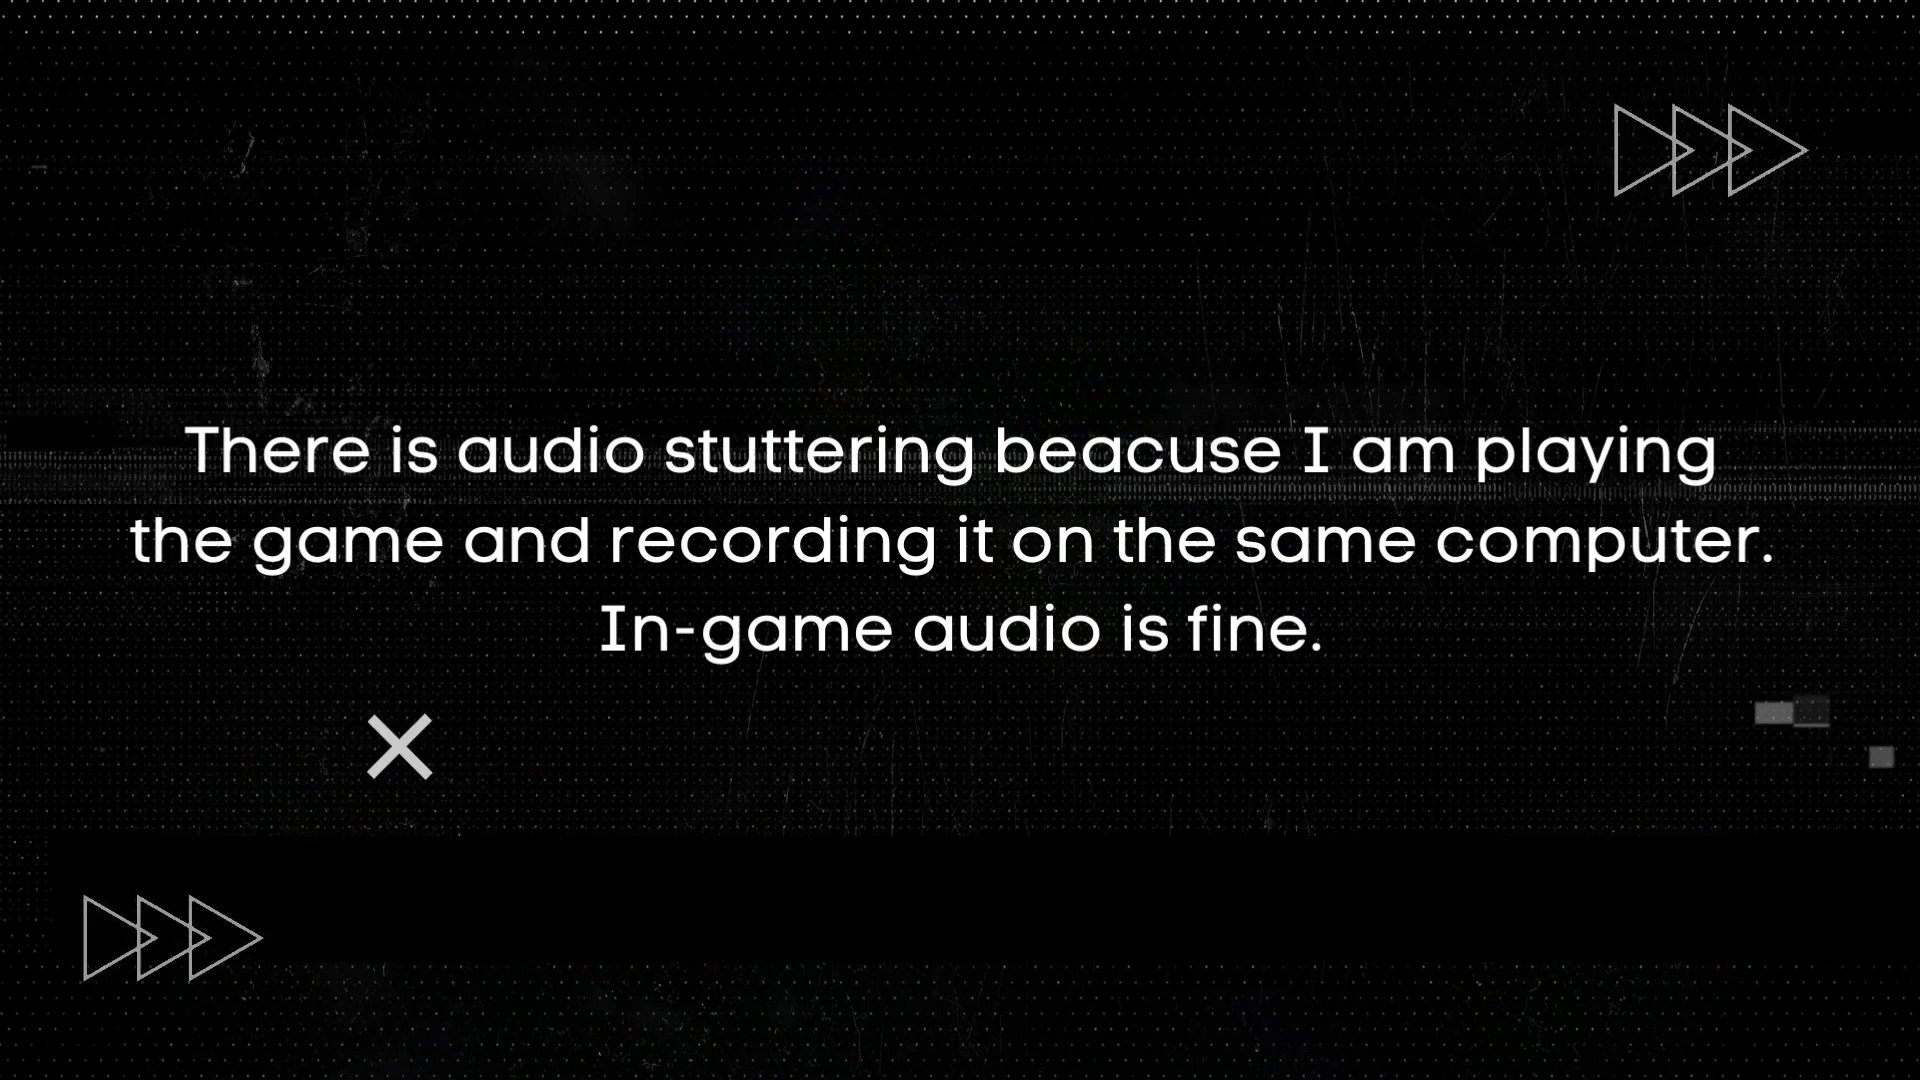 There is audio stuttering beacuse I am playing
the game and recording it on the same computer.
In-game audio is fine.